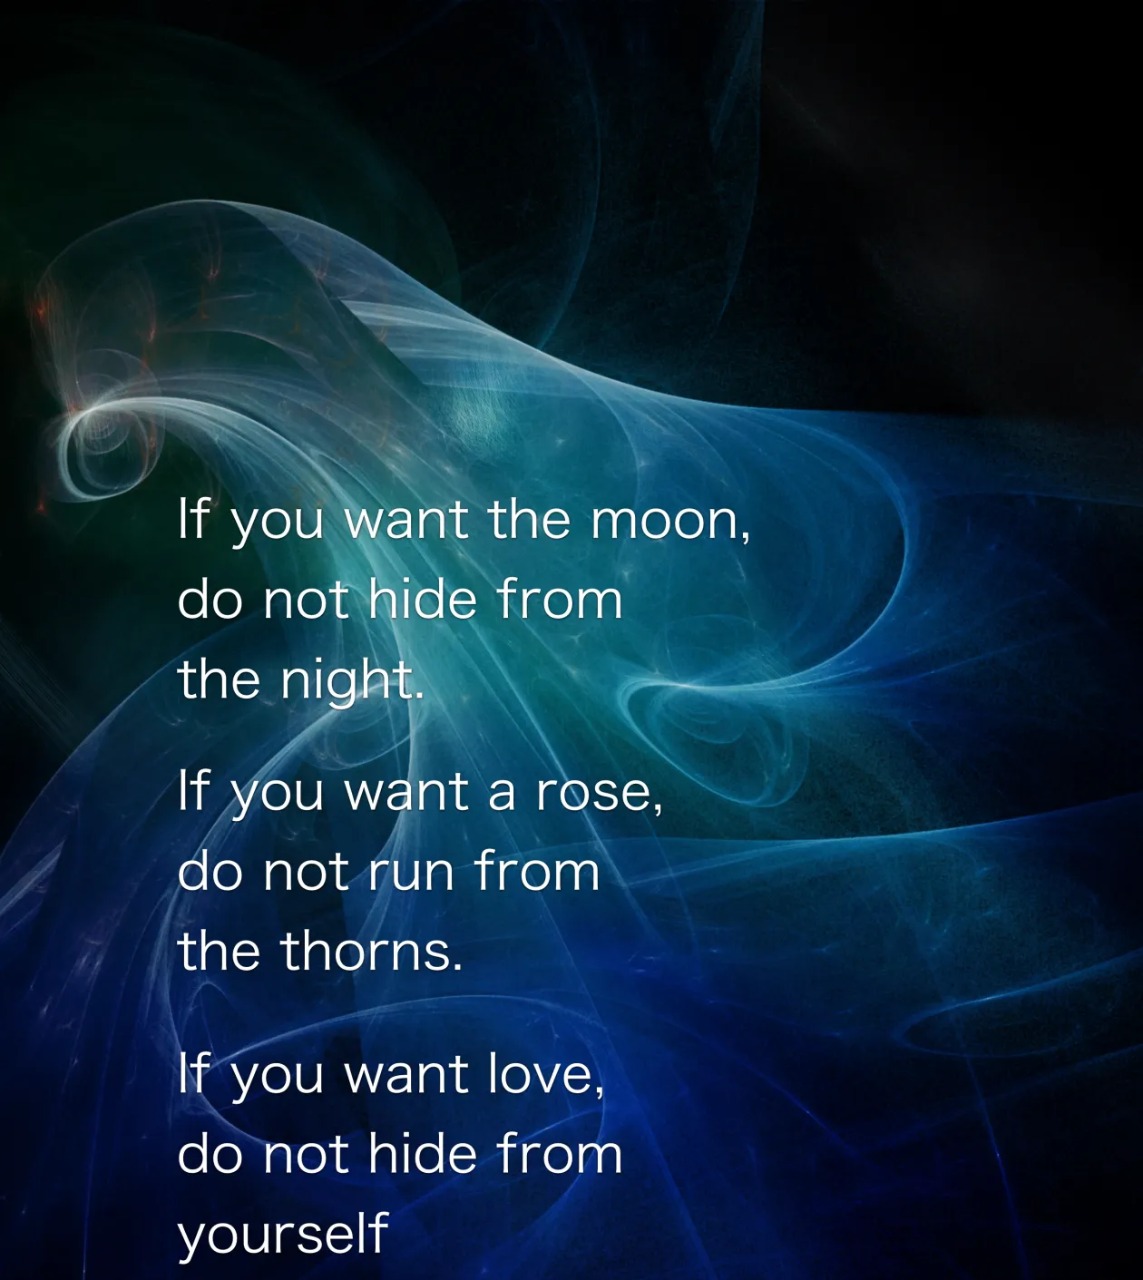 If you want the moon,
do not hide from
the night.
If you want a rose,
do not run from
the thorns.
If you want love,
do not hide from
yourself